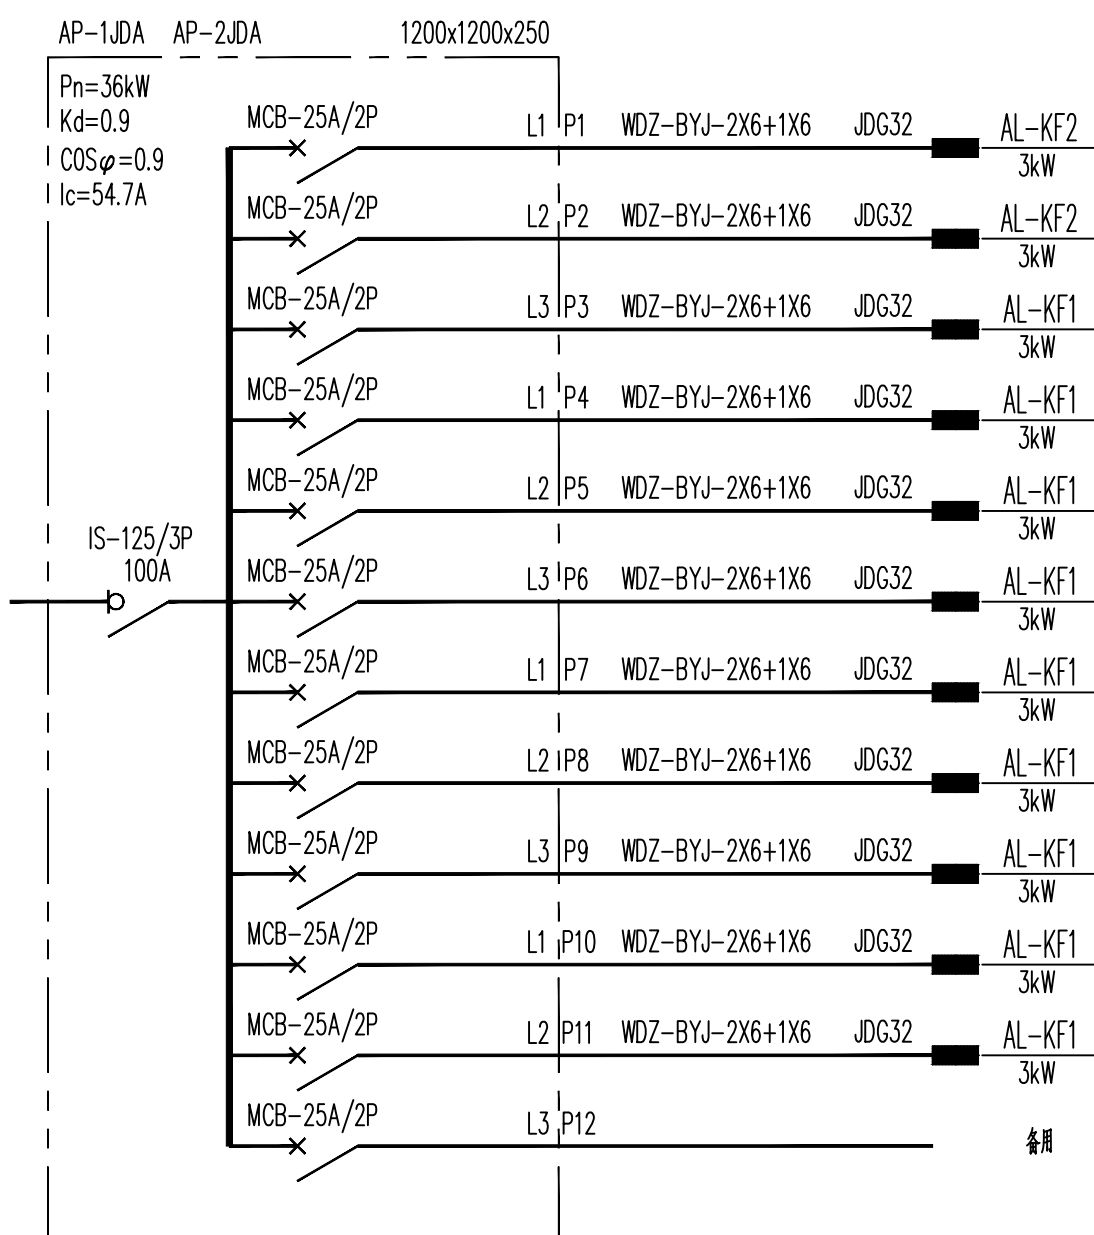 AP-1JDA AP-2JDA 1200x1200x250
Pn=36kW
Kd=0.9
COSφ=0.9
Ic=54.7A
MCB-25A/2P L1 P1 WDZ-BYJ-2X6+1X6 JDG32 AL-KF2
3kW
MCB-25A/2P L2 P2 WDZ-BYJ-2X6+1X6 JDG32 AL-KF2
3kW
MCB-25A/2P L3 P3 WDZ-BYJ-2X6+1X6 JDG32 AL-KF1
3kW
MCB-25A/2P L1 P4 WDZ-BYJ-2X6+1X6 JDG32 AL-KF1
3kW
MCB-25A/2P L2 P5 WDZ-BYJ-2X6+1X6 JDG32 AL-KF1
3kW
IS-125/3P
100A
MCB-25A/2P L3 P6 WDZ-BYJ-2X6+1X6 JDG32 AL-KF1
3kW
MCB-25A/2P L1 P7 WDZ-BYJ-2X6+1X6 JDG32 AL-KF1
3kW
MCB-25A/2P L2 P8 WDZ-BYJ-2X6+1X6 JDG32 AL-KF1
3kW
MCB-25A/2P L3 P9 WDZ-BYJ-2X6+1X6 JDG32 AL-KF1
3kW
MCB-25A/2P L1 P10 WDZ-BYJ-2X6+1X6 JDG32 AL-KF1
3kW
MCB-25A/2P L2 P11 WDZ-BYJ-2X6+1X6 JDG32 AL-KF1
3kW
MCB-25A/2P L3 P12 备用